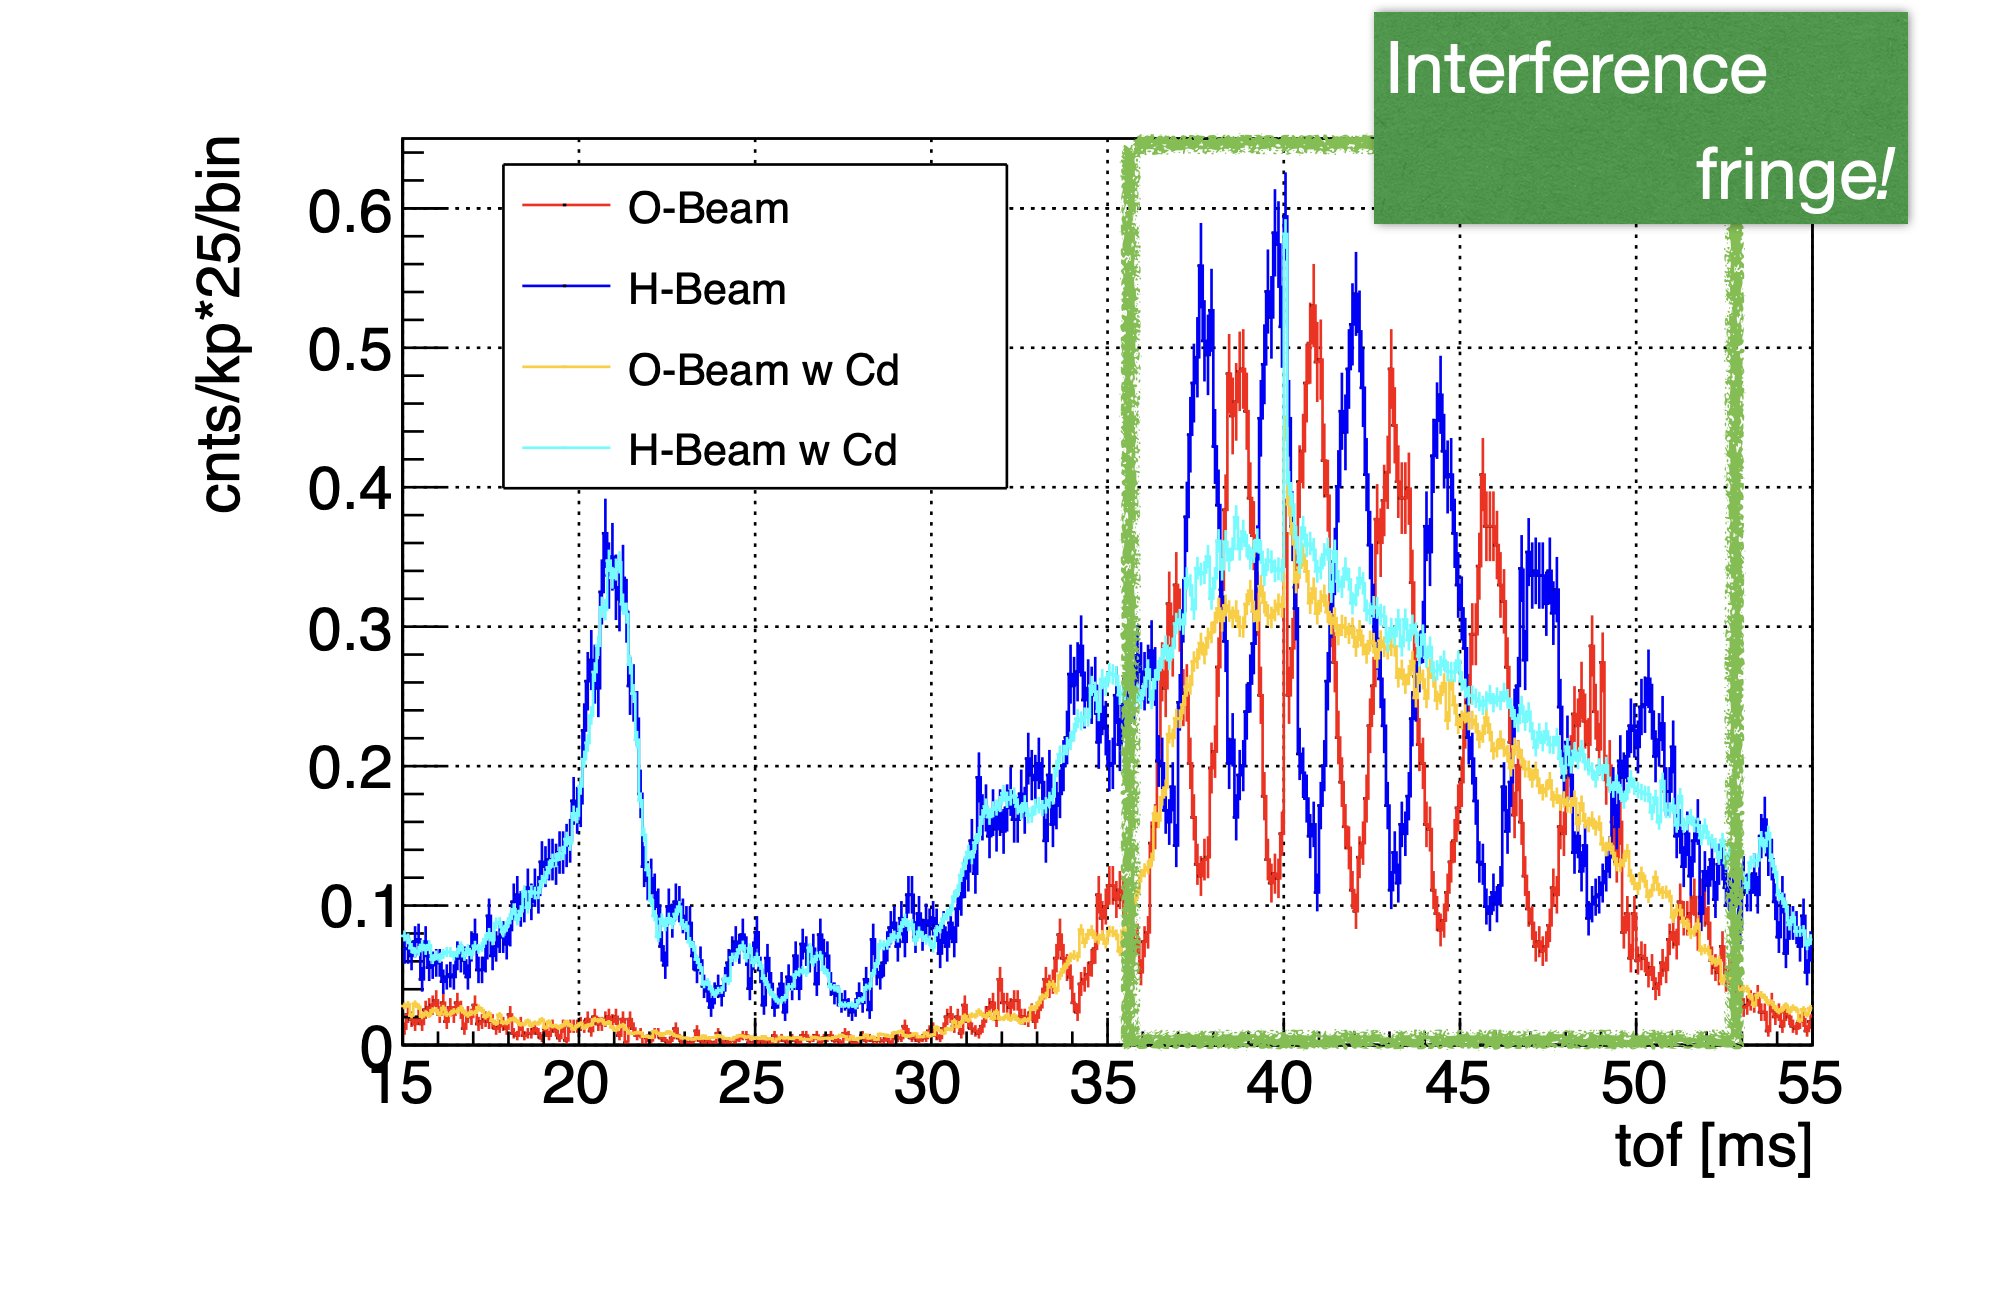 Interference
fringe!
cnts/kp*25/bin
O-Beam
H-Beam
O-Beam w Cd
H-Beam w Cd
0.6
0.5
0.4
0.3
0.2
0.1
0
15 20 25 30 35 40 45 50 55
tof [ms]